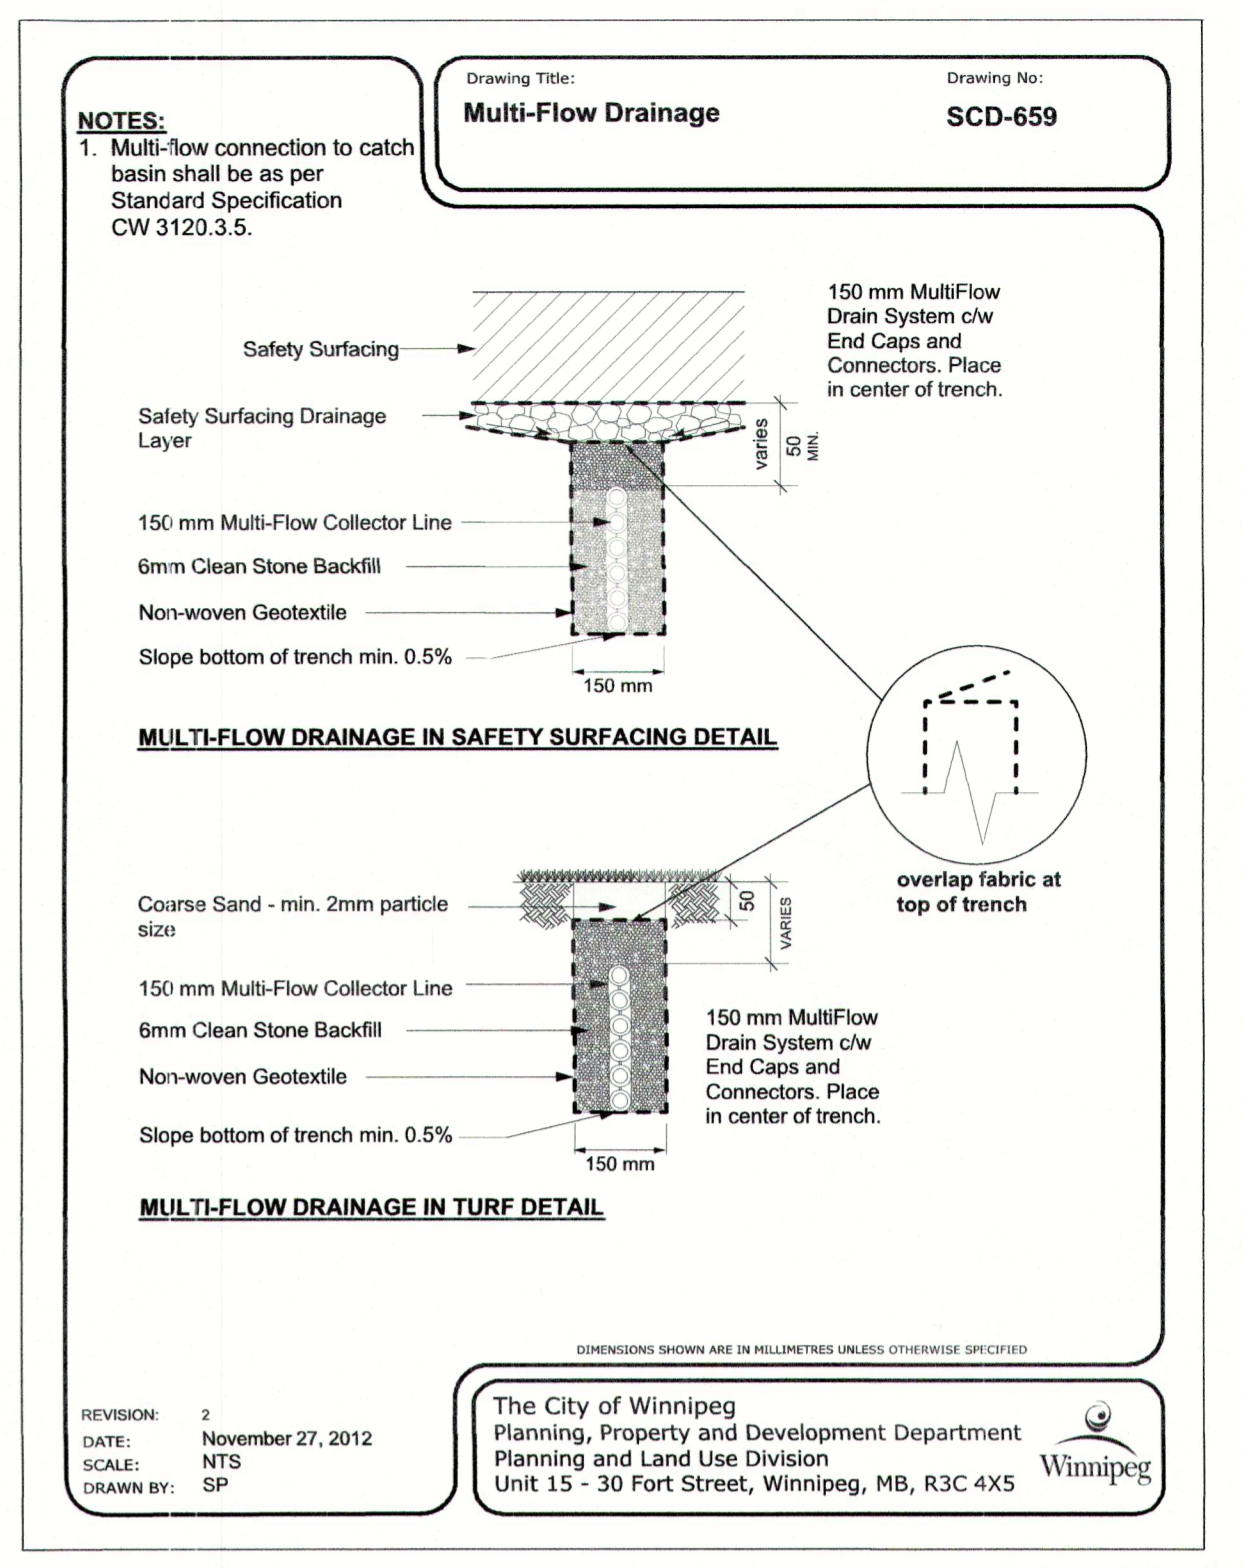 Drawing Title:
Multi-Flow Drainage
Drawing No:
SCD-659
NOTES:
1. Multi-flow connection to catch
basin shall be as per
Standard Specification
CW 3120.3.5.
150 mm MultiFlow
Drain System c/w
End Caps and
Connectors. Place
in center of trench.
Safety Surfacing
Safety Surfacing Drainage
Layer
varies
50
MIN.
150 mm Multi-Flow Collector Line
6mm Clean Stone Backfill
Non-woven Geotextile
Slope bottom of trench min. 0.5%
150 mm
MULTI-FLOW DRAINAGE IN SAFETY SURFACING DETAIL
overlap fabric at
top of trench
Coarse Sand - min. 2mm particle
size
50
VARIES
150 mm Multi-Flow Collector Line
6mm Clean Stone Backfill
Non-woven Geotextile
Slope bottom of trench min. 0.5%
150 mm
150 mm MultiFlow
Drain System c/w
End Caps and
Connectors. Place
in center of trench.
MULTI-FLOW DRAINAGE IN TURF DETAIL
DIMENSIONS SHOWN ARE IN MILLIMETRES UNLESS OTHERWISE SPECIFIED
REVISION: 2
DATE: November 27, 2012
SCALE: NTS
DRAWN BY: SP
The City of Winnipeg
Planning, Property and Development Department
Planning and Land Use Division
Unit 15 - 30 Fort Street, Winnipeg, MB, R3C 4X5
Winnipeg